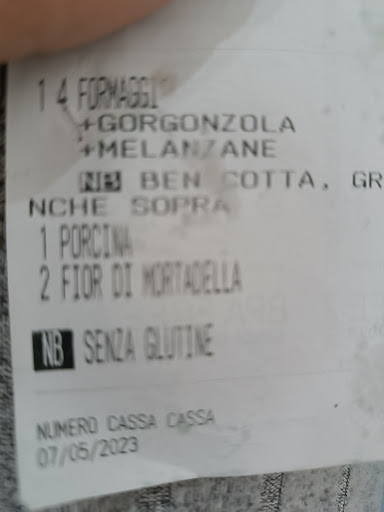 1 4 FORMAGGI
+GORGONZOLA
+MELANZANE
NB BEN COTTA, GR
NCHE SOPRA
1 PORCINA
2 FIOR DI MORTADELLA
NB SENZA GLUTINE
NUMERO CASSA CASSA
07/05/2023